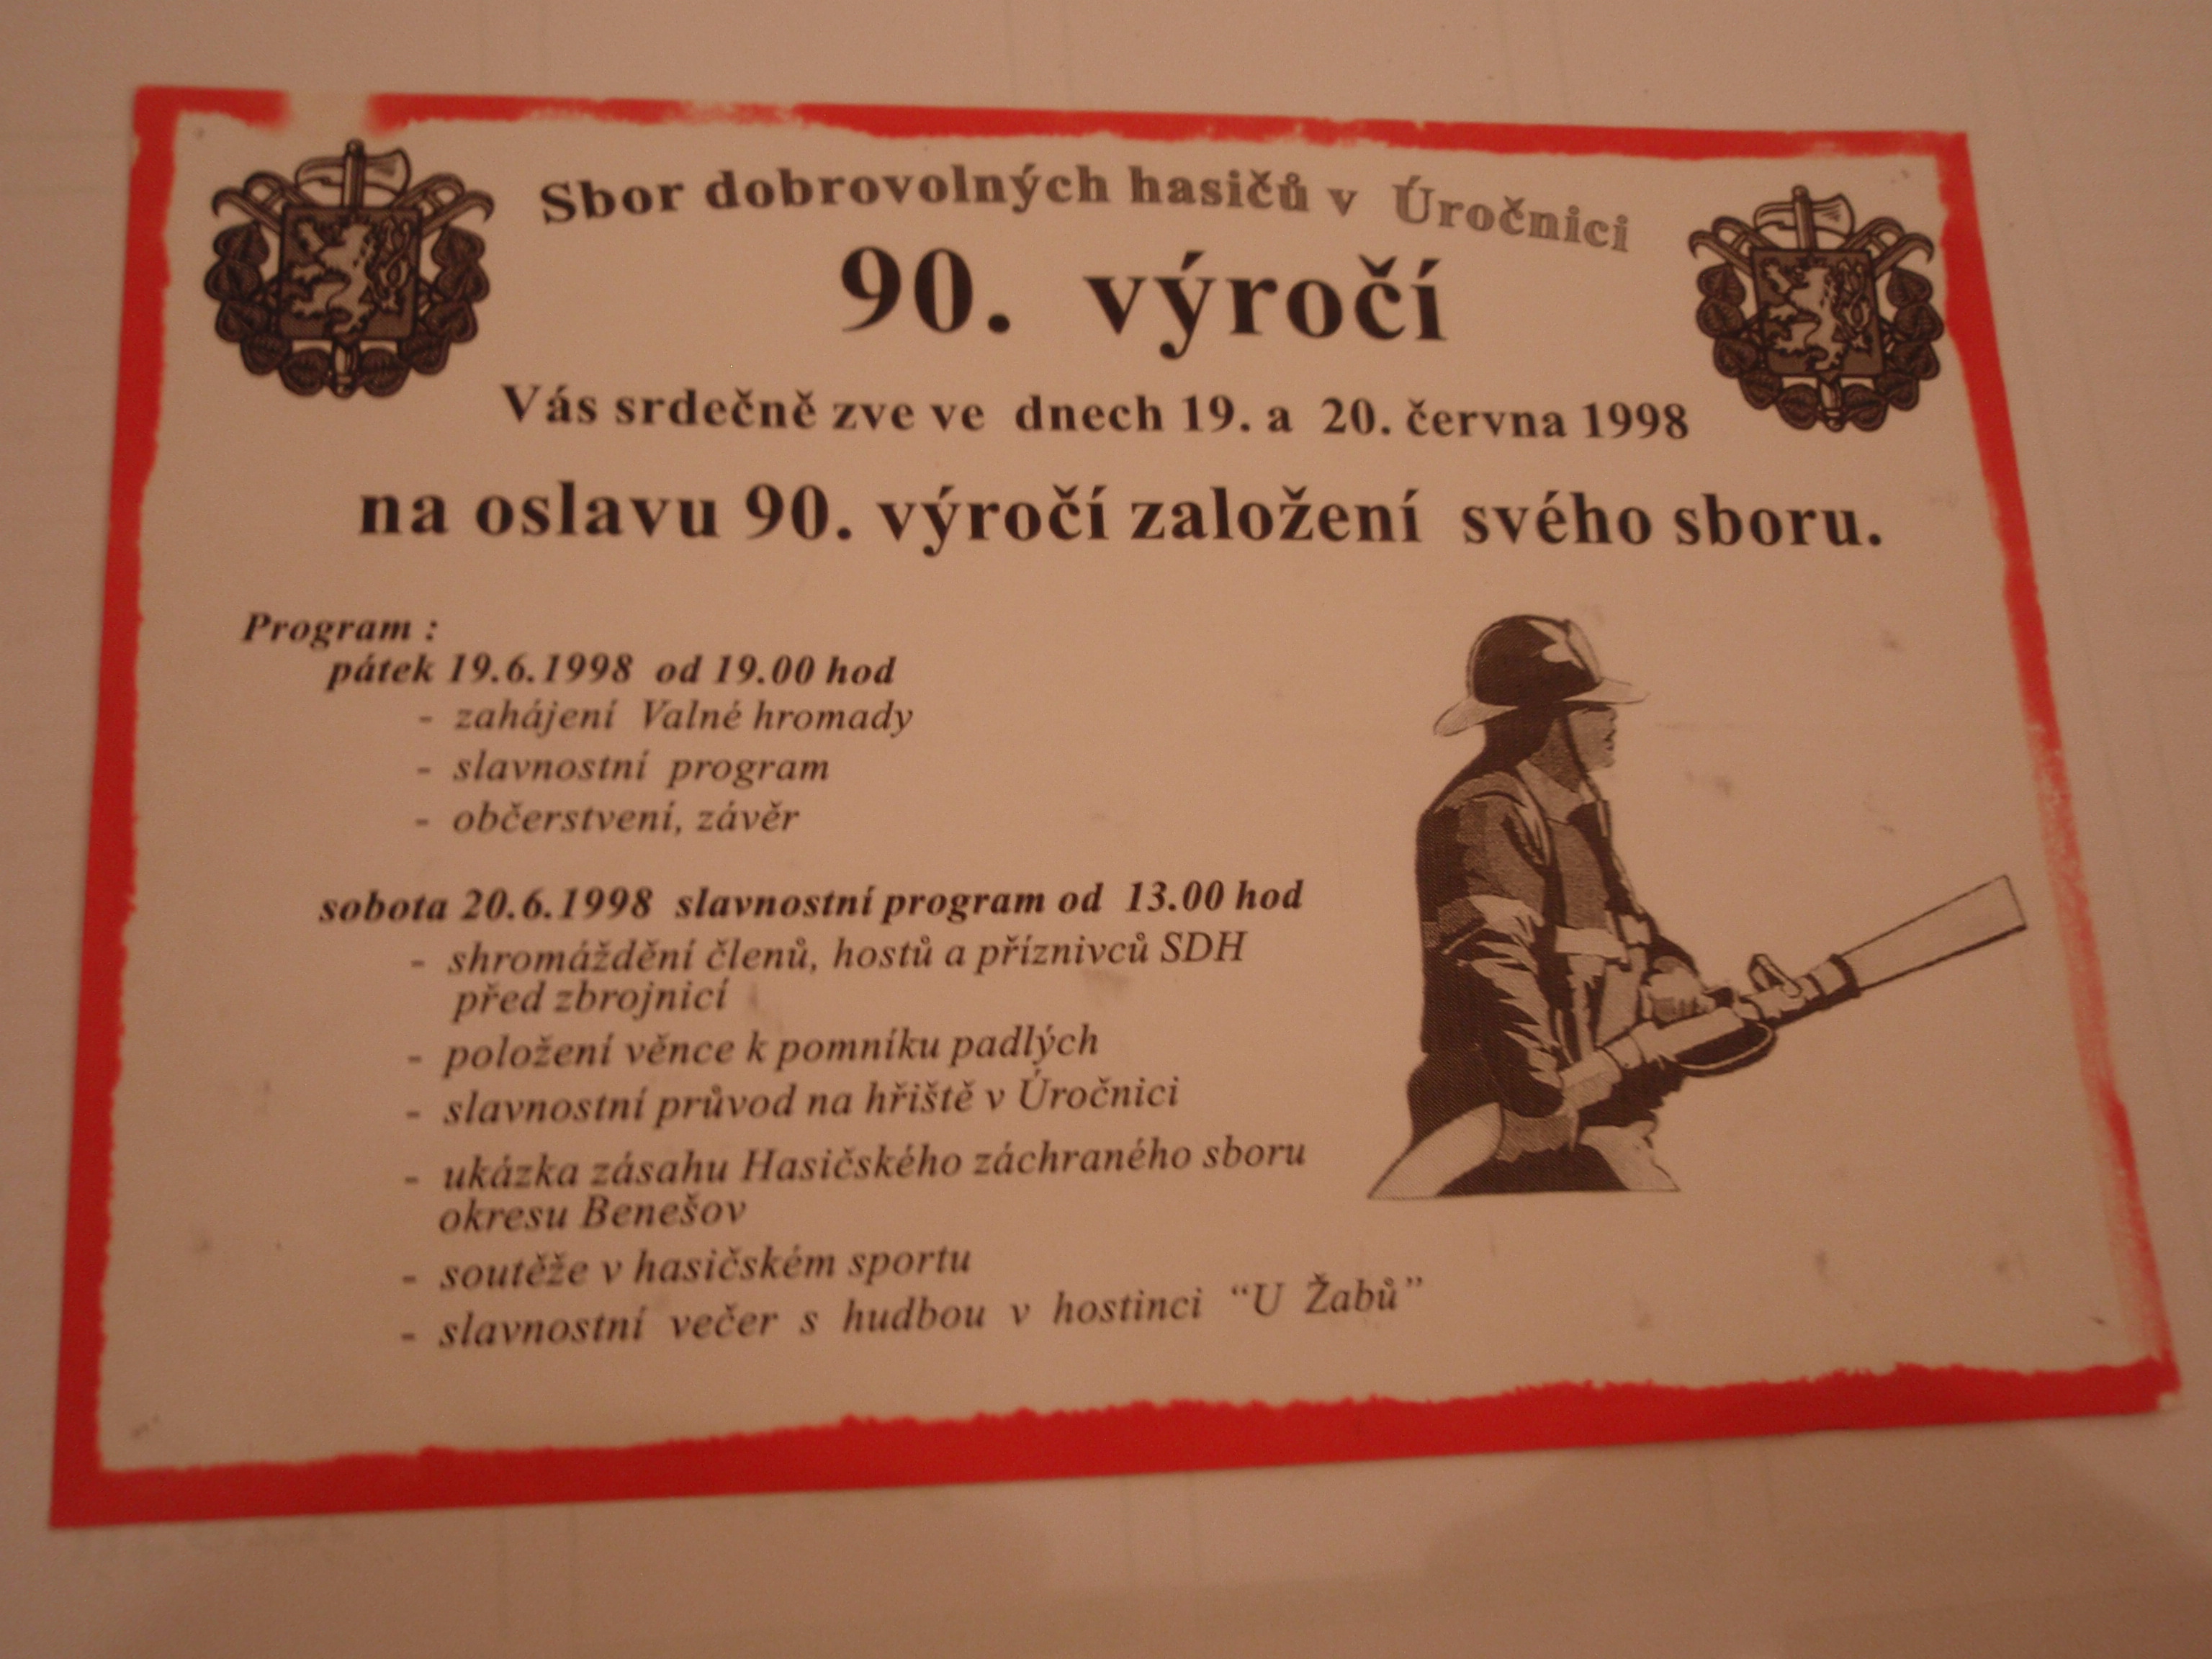 Sbor dobrovolných hasičů v Úročnici
90. výročí
Vás srdečně zve ve dnech 19. a 20. června 1998
na oslavu 90. výročí založení svého sboru.
Program :
pátek 19.6.1998 od 19.00 hod
- zahájení Valné hromady
- slavnostní program
- občerstvení, závěr
sobota 20.6.1998 slavnostní program od 13.00 hod
- shromáždění členů, hostů a příznivců SDH
před zbrojnicí
- položení věnce k pomníku padlých
- slavnostní průvod na hřiště v Úročnici
- ukázka zásahu Hasičského záchraného sboru
okresu Benešov
- soutěže v hasičském sportu
- slavnostní večer s hudbou v hostinci “U Žabů”